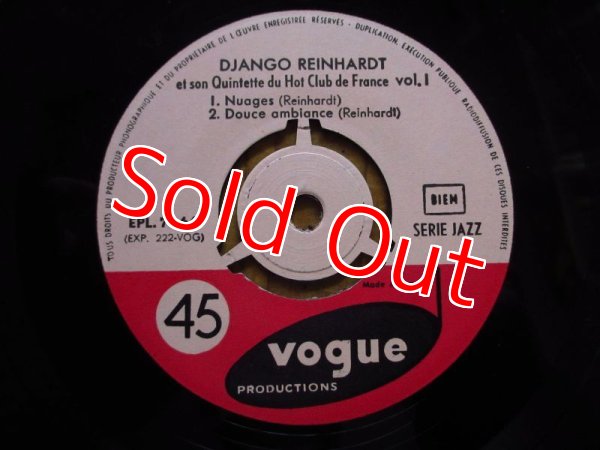 TOUS DROITS DU PRODUCTEUR PHONOGRAPHIQUE ET DU PROPRIETAIRE DE L'ŒUVRE ENREGISTRÉE RÉSERVÉS - DUPLICATION, EXÉCUTION PUBLIQUE RADIODIFFUSION DE CES DISQUES INTERDITES
DJANGO REINHARDT
et son Quintette du Hot Club de France vol. 1
1. Nuages (Reinhardt)
2. Douce ambiance (Reinhardt)
Sold Out
BIEM
EPL.
(EXP. 222-VOG)
SERIE JAZZ
Made
45
vogue
PRODUCTIONS